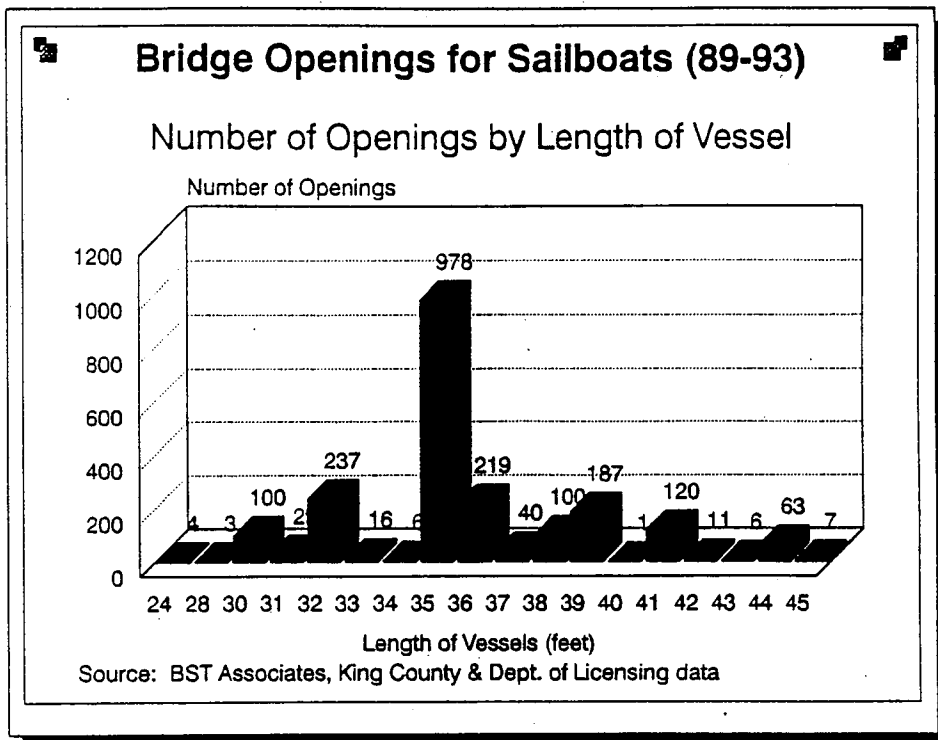 Bridge Openings for Sailboats (89-93)
Number of Openings by Length of Vessel
Number of Openings
1200
1000
800
600
400
200
0
4 3 100 237 16 978 219 40 100 187 120 11 6 63 7
24 28 30 31 32 33 34 35 36 37 38 39 40 41 42 43 44 45
Length of Vessels (feet)
Source: BST Associates, King County & Dept. of Licensing data